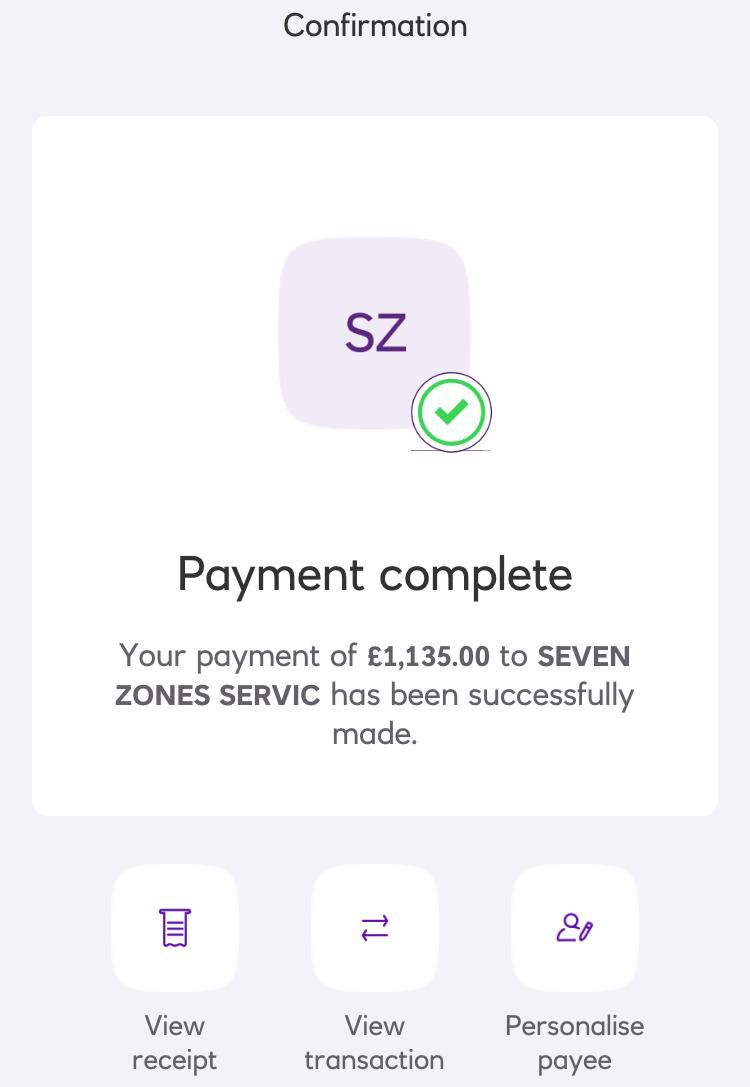 Confirmation
SZ
Payment complete
Your payment of £1,135.00 to SEVEN
ZONES SERVIC has been successfully
made.
View
receipt
View
transaction
Personalise
payee